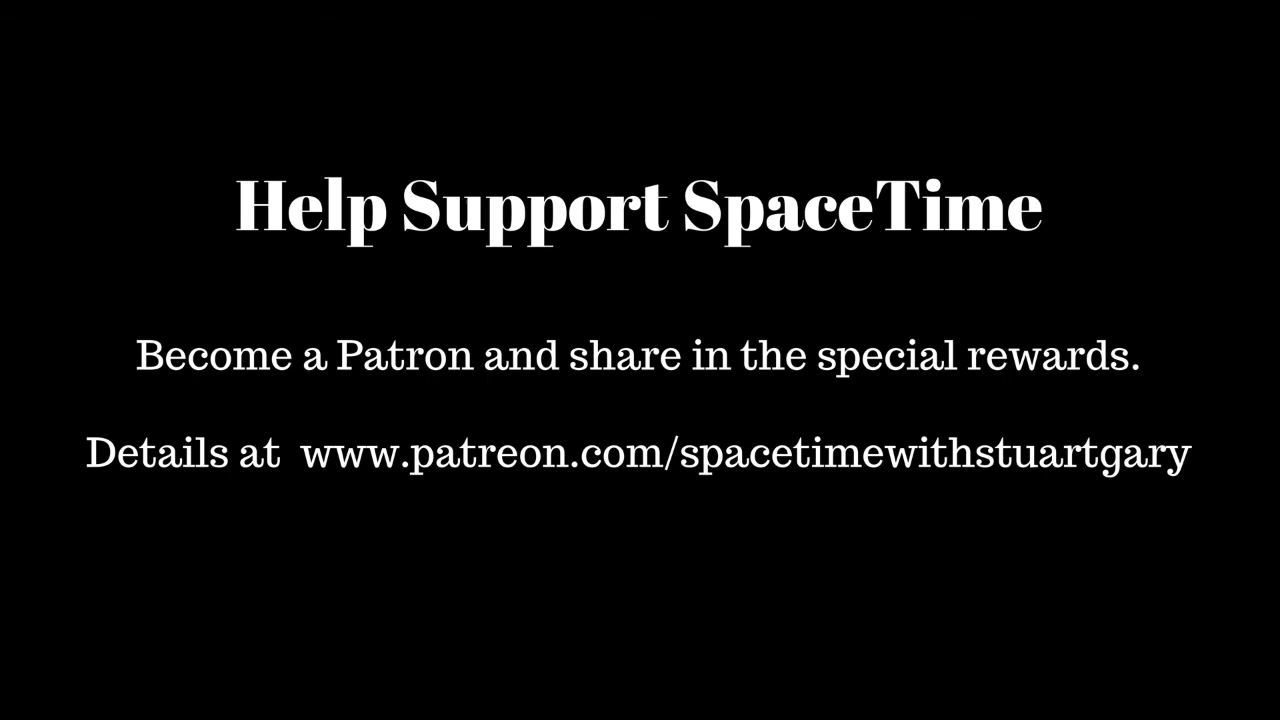 Help Support SpaceTime
Become a Patron and share in the special rewards.
Details at www.patreon.com/spacetimewithstuartgary